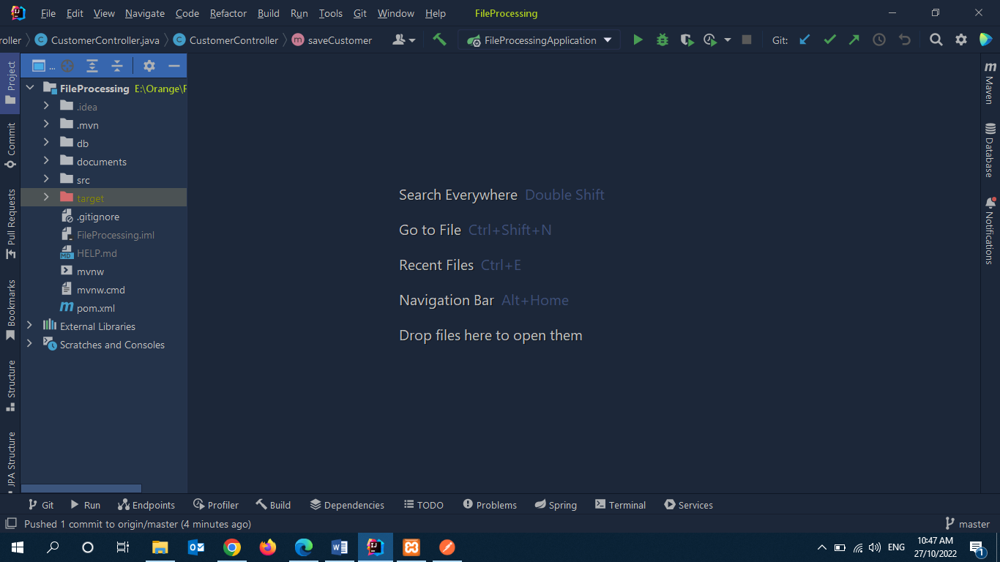 File Edit View Navigate Code Refactor Build Run Tools Git Window Help FileProcessing
oller CustomerController.java CustomerController saveCustomer FileProcessingApplication Git:
Project
Commit
Pull Requests
Bookmarks
Structure
JPA Structure
...
FileProcessing E:\Orange\F
.idea
.mvn
db
documents
src
target
.gitignore
FileProcessing.iml
HELP.md
mvnw
mvnw.cmd
pom.xml
External Libraries
Scratches and Consoles
Search Everywhere Double Shift
Go to File Ctrl+Shift+N
Recent Files Ctrl+E
Navigation Bar Alt+Home
Drop files here to open them
Maven
Database
Notifications
Git Run Endpoints Profiler Build Dependencies TODO Problems Spring Terminal Services
Pushed 1 commit to origin/master (4 minutes ago) master
ENG 10:47 AM
27/10/2022 1